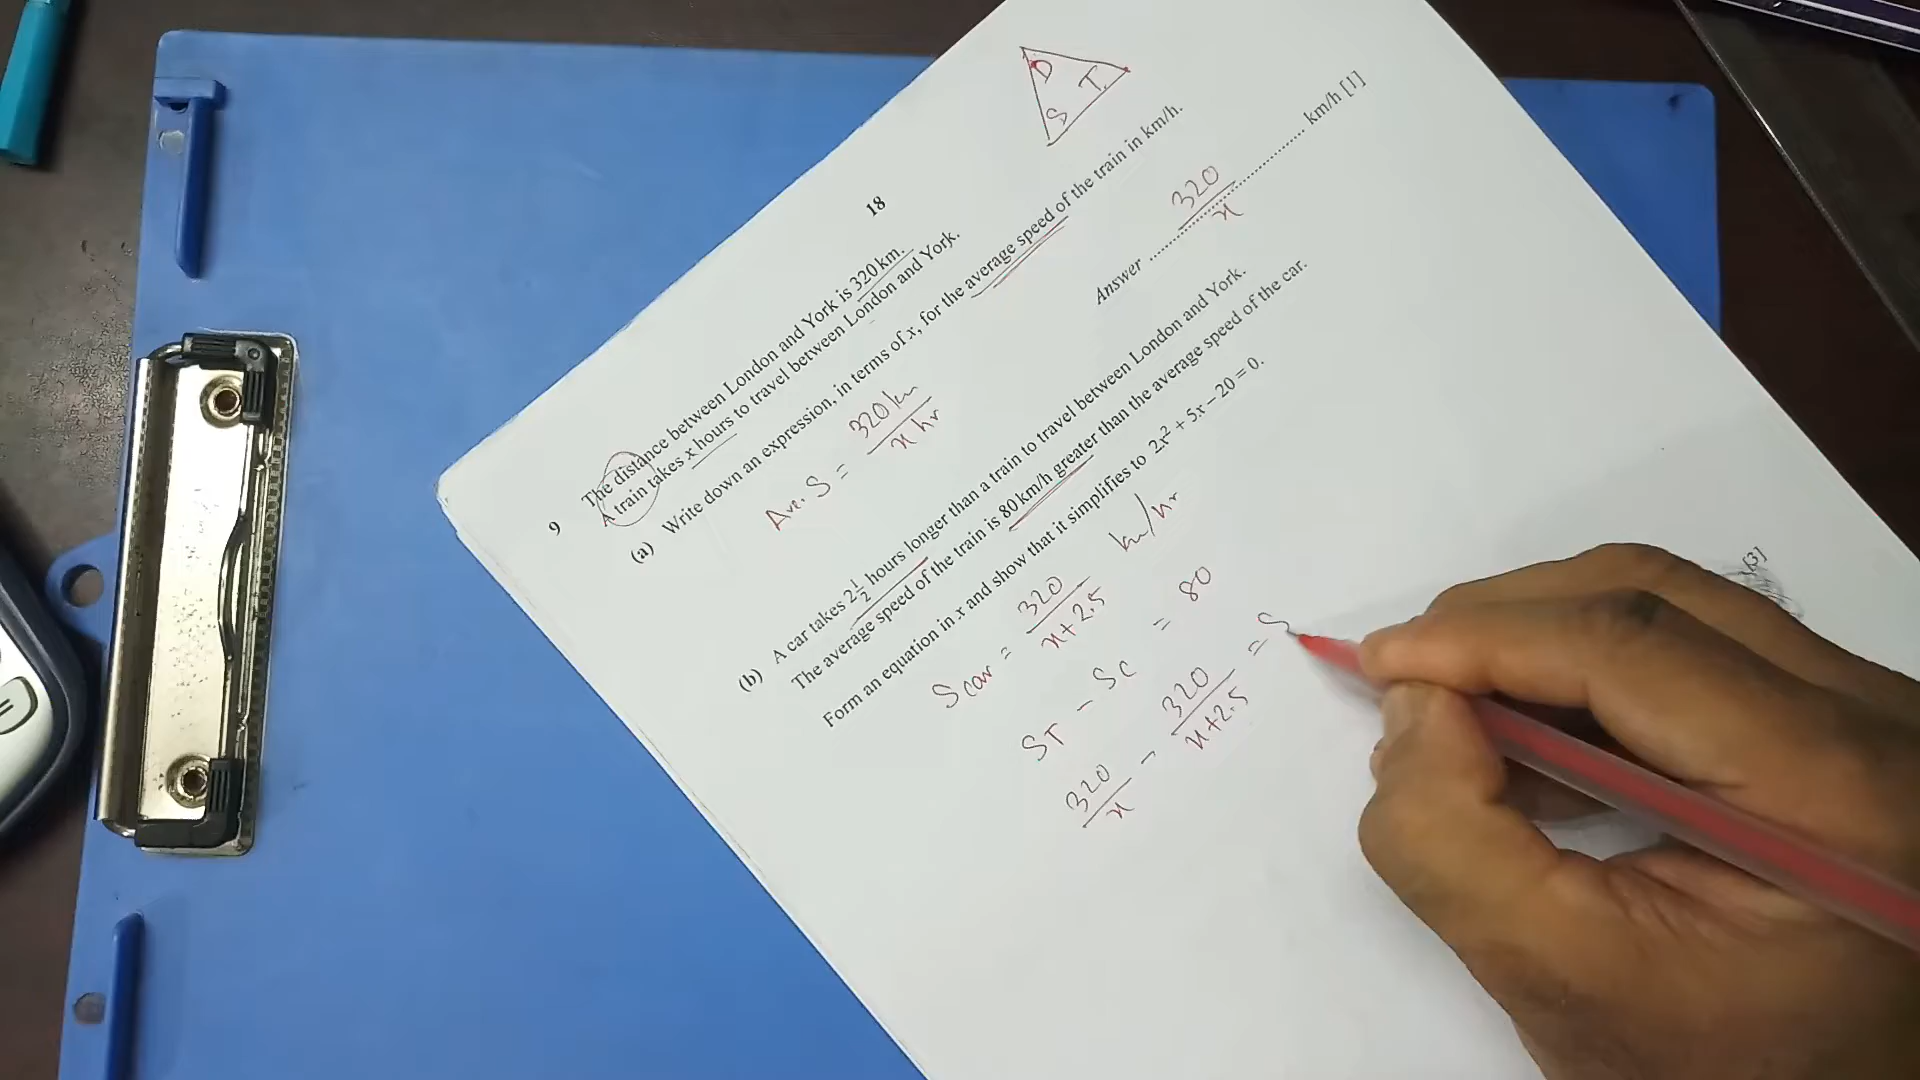 D
S T
18
9 The distance between London and York is 320 km.
A train takes x hours to travel between London and York.
(a) Write down an expression, in terms of x, for the average speed of the train in km/h.
Ave. S = 320 km / x hr
Answer .......... 320 / x .......... km/h [1]
(b) A car takes 2½ hours longer than a train to travel between London and York.
The average speed of the train is 80 km/h greater than the average speed of the car.
Form an equation in x and show that it simplifies to 2x² + 5x − 20 = 0.
S car = 320 / x+2.5 km/hr
ST − SC = 80
320 / x − 320 / x+2.5 =
[3]